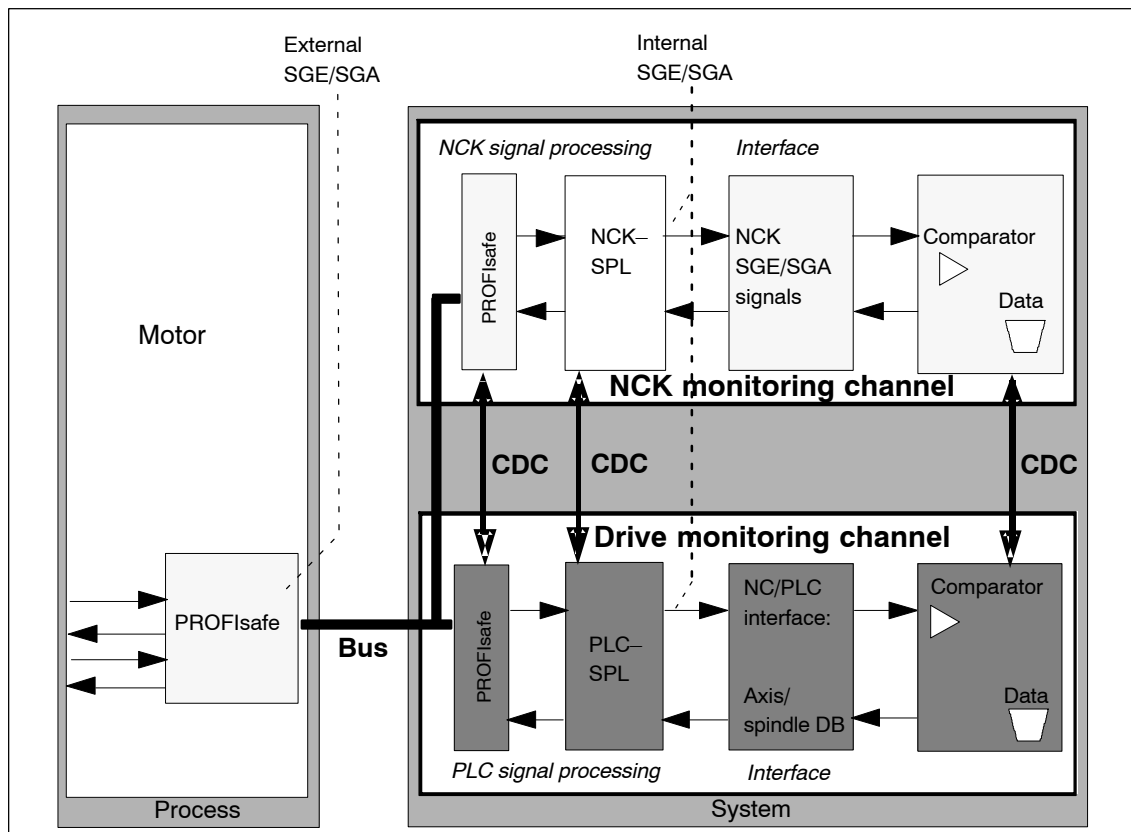 External
SGE/SGA
Internal
SGE/SGA
NCK signal processing
Interface
PROFIsafe
NCK–
SPL
NCK
SGE/SGA
signals
Comparator
Data
Motor
NCK monitoring channel
CDC
CDC
CDC
Drive monitoring channel
PROFIsafe
Bus
PROFIsafe
PLC–
SPL
NC/PLC
interface:
Axis/
spindle DB
Comparator
Data
PLC signal processing
Interface
Process
System